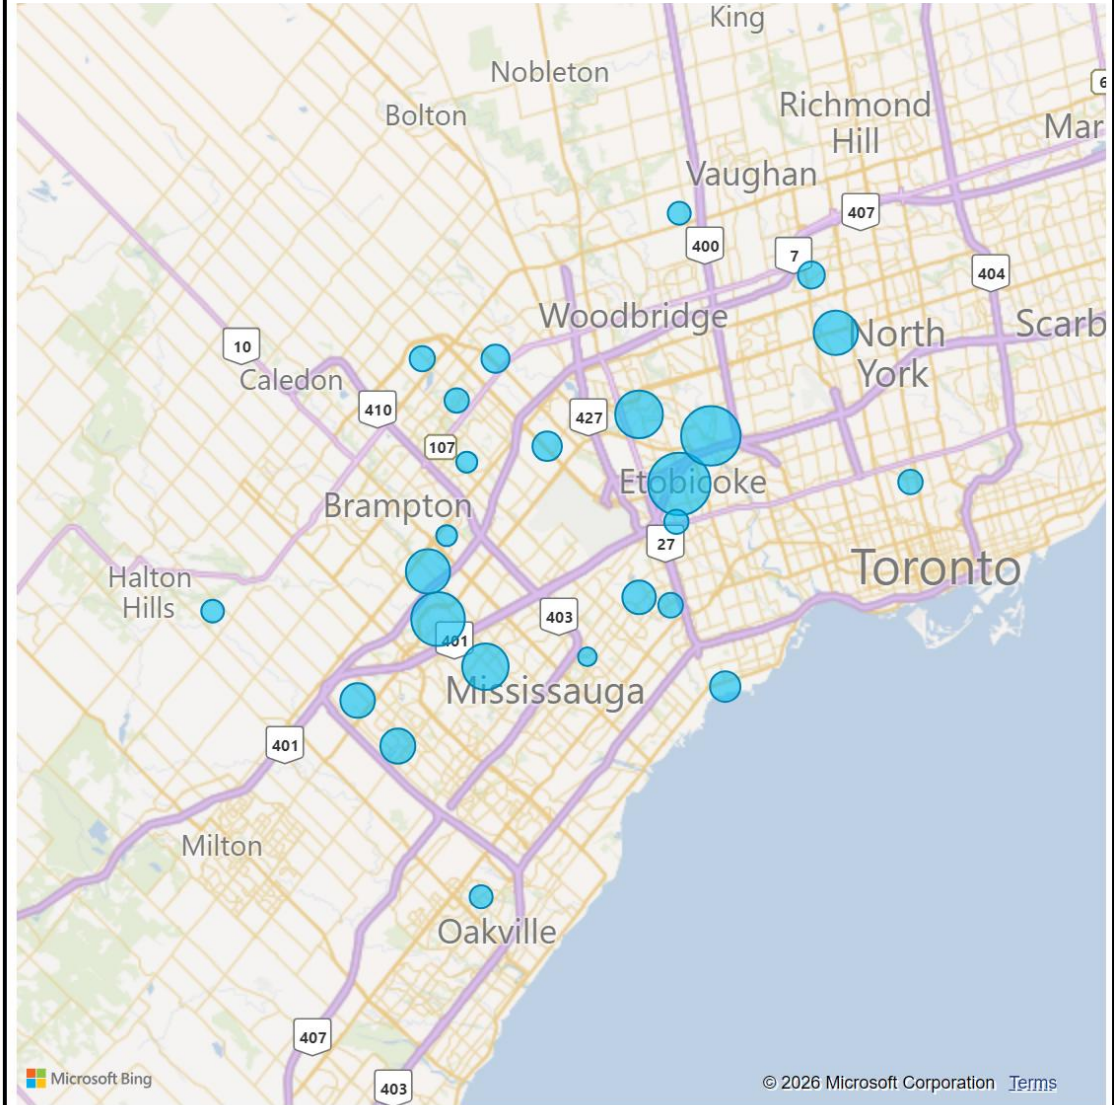 King
Nobleton
Richmond
Hill
6
Bolton
Mar
Vaughan
407
400
7
404
Woodbridge
North
York
Scarb
10
Caledon
410
427
107
Etobicoke
Brampton
27
Toronto
Halton
Hills
403
401
Mississauga
401
Milton
Oakville
407
403
Microsoft Bing
© 2026 Microsoft Corporation Terms